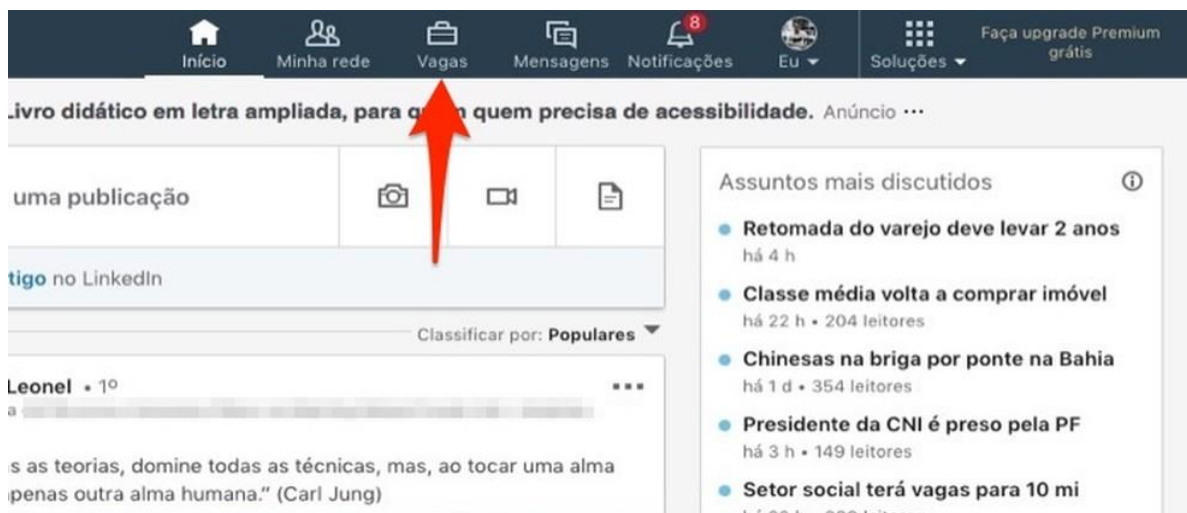 8
Início
Minha rede
Vagas
Mensagens
Notificações
Eu
Soluções
Faça upgrade Premium
grátis
Livro didático em letra ampliada, para quem precisa de acessibilidade. Anúncio
uma publicação
tigo no LinkedIn
Classificar por: Populares
Leonel • 1º
a
s as teorias, domine todas as técnicas, mas, ao tocar uma alma
penas outra alma humana.” (Carl Jung)
Assuntos mais discutidos
Retomada do varejo deve levar 2 anos
há 4 h
Classe média volta a comprar imóvel
há 22 h • 204 leitores
Chinesas na briga por ponte na Bahia
há 1 d • 354 leitores
Presidente da CNI é preso pela PF
há 3 h • 149 leitores
Setor social terá vagas para 10 mi